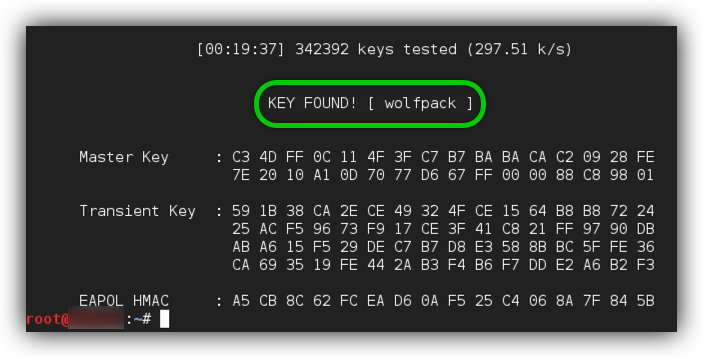 [00:19:37] 342392 keys tested (297.51 k/s)
KEY FOUND! [ wolfpack ]
Master Key : C3 4D FF 0C 11 4F 3F C7 B7 BA BA CA C2 09 28 FE
7E 20 10 A1 0D 70 77 D6 67 FF 00 00 88 C8 98 01
Transient Key : 59 1B 38 CA 2E CE 49 32 4F CE 15 64 B8 B8 72 24
25 AC F5 96 73 F9 17 CE 3F 41 C8 21 FF 97 90 DB
AB A6 15 F5 29 DE C7 B7 D8 E3 58 8B BC 5F FE 36
CA 69 35 19 FE 44 2A B3 F4 B6 F7 DD E2 A6 B2 F3
EAPOL HMAC : A5 CB 8C 62 FC EA D6 0A F5 25 C4 06 8A 7F 84 5B
root@ :~#